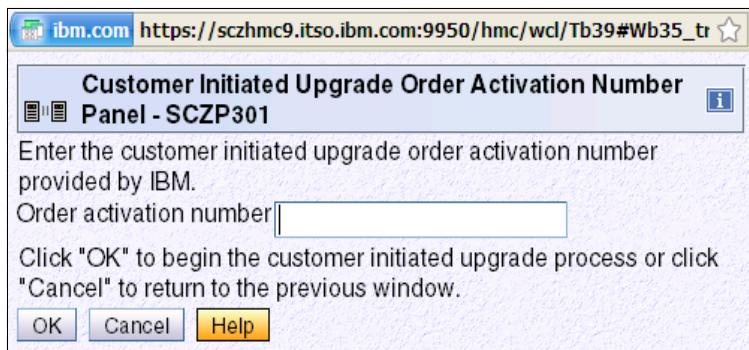 ibm.com https://sczhmc9.itso.ibm.com:9950/hmc/wcl/Tb39#Wb35_tr
Customer Initiated Upgrade Order Activation Number
Panel - SCZP301
Enter the customer initiated upgrade order activation number
provided by IBM.
Order activation number
Click "OK" to begin the customer initiated upgrade process or click
"Cancel" to return to the previous window.
OK Cancel Help